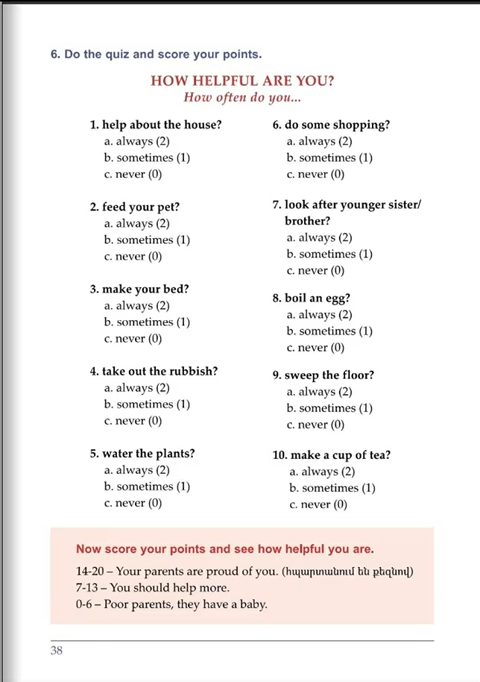 6. Do the quiz and score your points.
HOW HELPFUL ARE YOU?
How often do you...
1. help about the house?
a. always (2)
b. sometimes (1)
c. never (0)
2. feed your pet?
a. always (2)
b. sometimes (1)
c. never (0)
3. make your bed?
a. always (2)
b. sometimes (1)
c. never (0)
4. take out the rubbish?
a. always (2)
b. sometimes (1)
c. never (0)
5. water the plants?
a. always (2)
b. sometimes (1)
c. never (0)
6. do some shopping?
a. always (2)
b. sometimes (1)
c. never (0)
7. look after younger sister/
brother?
a. always (2)
b. sometimes (1)
c. never (0)
8. boil an egg?
a. always (2)
b. sometimes (1)
c. never (0)
9. sweep the floor?
a. always (2)
b. sometimes (1)
c. never (0)
10. make a cup of tea?
a. always (2)
b. sometimes (1)
c. never (0)
Now score your points and see how helpful you are.
14-20 – Your parents are proud of you. (հպարտանում են քեզնով)
7-13 – You should help more.
0-6 – Poor parents, they have a baby.
38